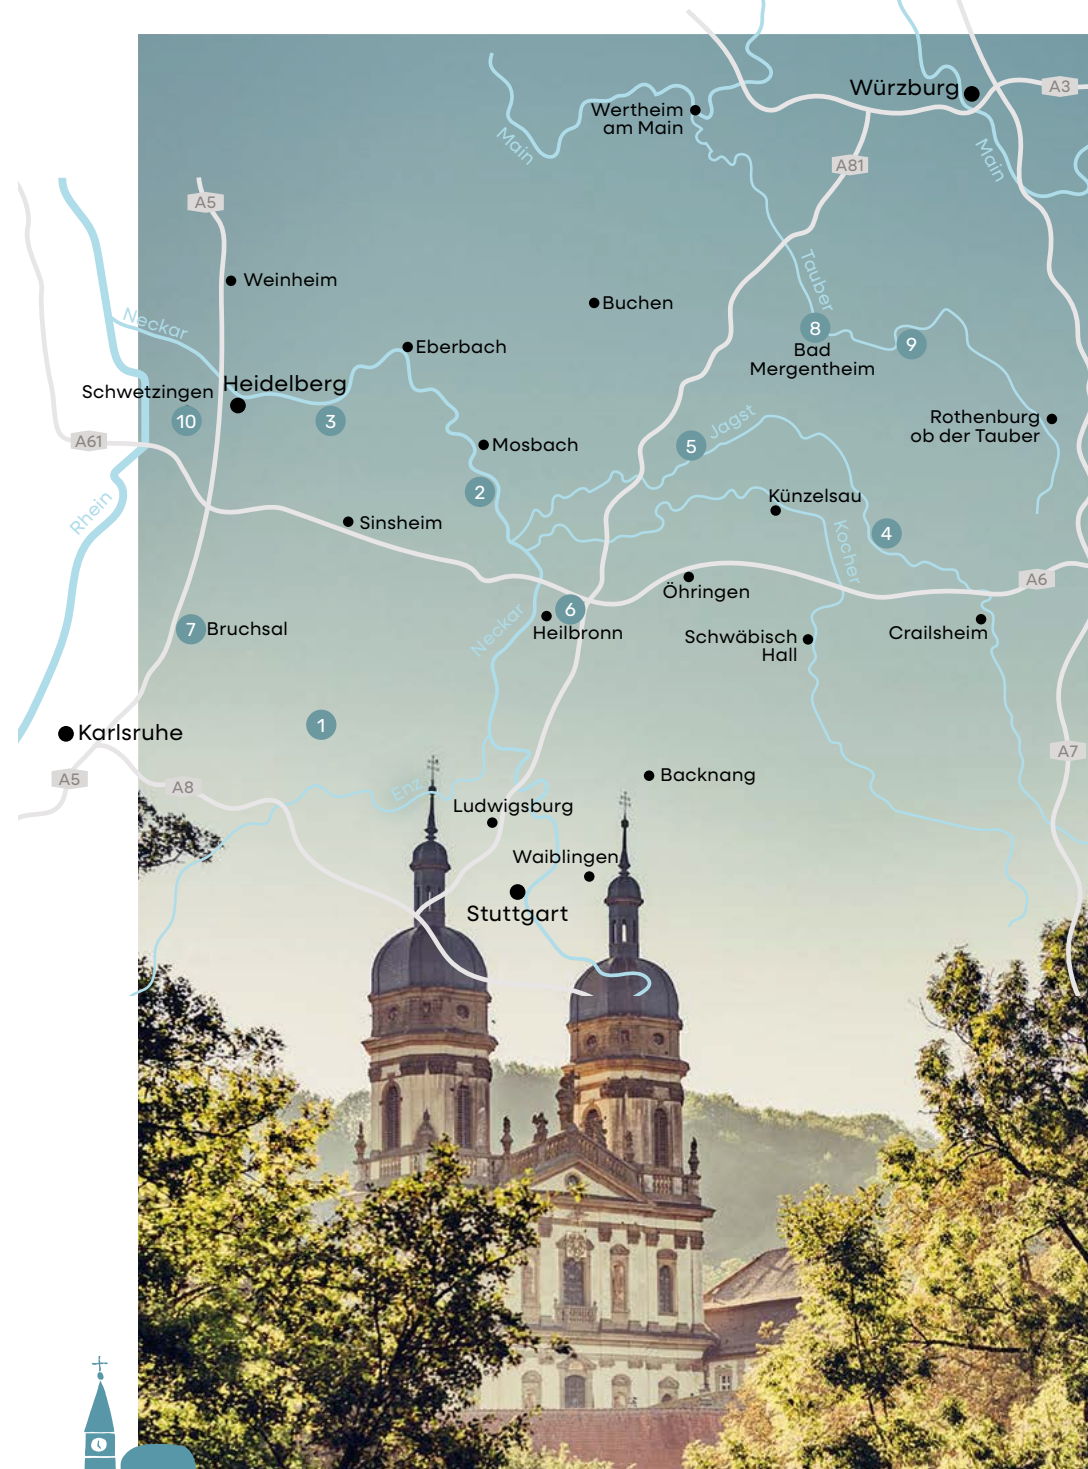 Würzburg
A3
Wertheim
am Main
Main
Main
A81
A5
Weinheim
Tauber
Buchen
Neckar
8
9
Eberbach
Bad
Mergentheim
Schwetzingen
Heidelberg
10
3
Rothenburg
ob der Tauber
Jagst
5
A61
Mosbach
2
Künzelsau
Rhein
Sinsheim
4
Kocher
A6
Öhringen
6
Neckar
7
Bruchsal
Heilbronn
Schwäbisch
Hall
Crailsheim
1
Karlsruhe
A7
A5
A8
Backnang
Enz
Ludwigsburg
Waiblingen
Stuttgart